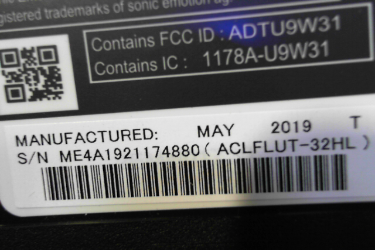 registered trademarks of sonic emotion ag.
Contains FCC ID : ADTU9W31
Contains IC : 1178A-U9W31
MANUFACTURED: MAY 2019 T
S/N ME4A1921174880 ( ACLFLUT-32HL )